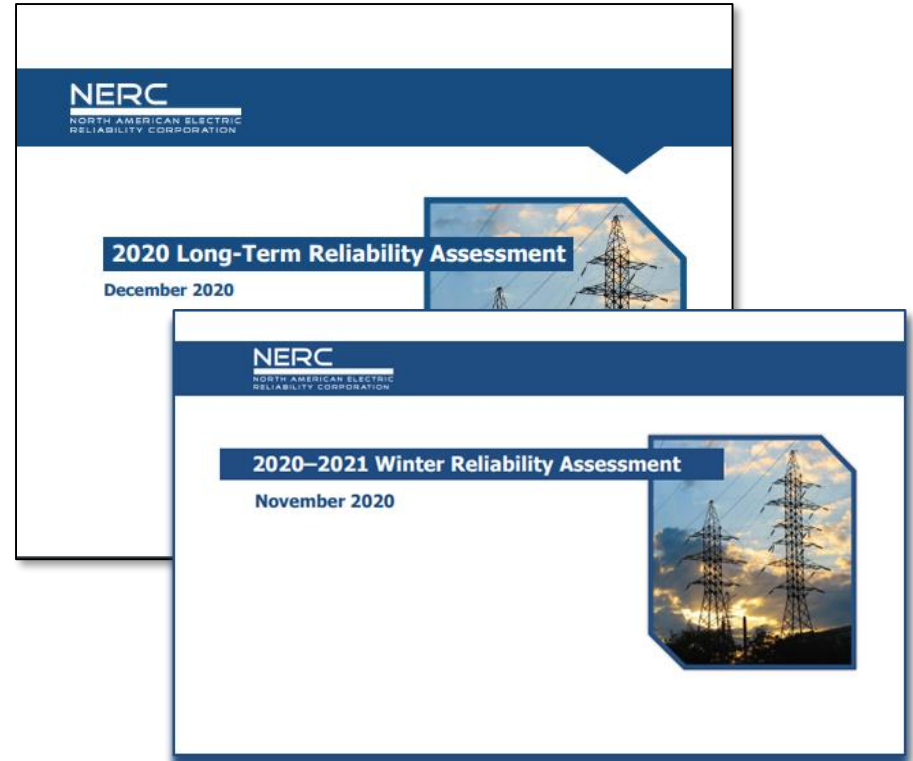 NERC
NORTH AMERICAN ELECTRIC
RELIABILITY CORPORATION
2020 Long-Term Reliability Assessment
December 2020
NERC
NORTH AMERICAN ELECTRIC
RELIABILITY CORPORATION
2020–2021 Winter Reliability Assessment
November 2020